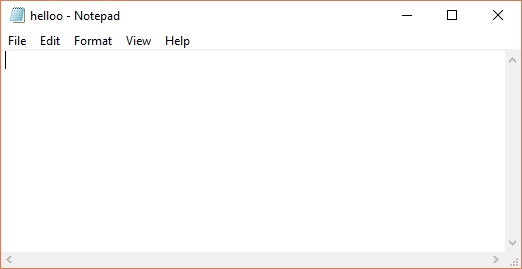 helloo - Notepad
File Edit Format View Help